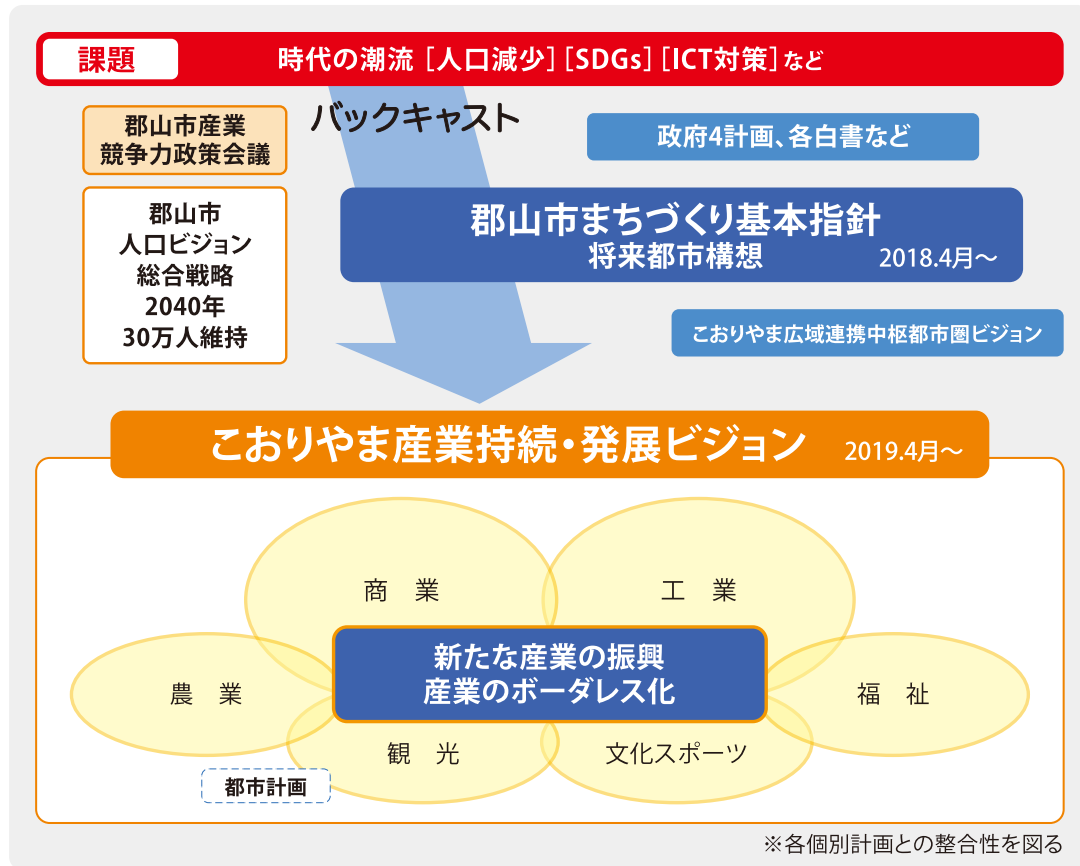 課題
時代の潮流［人口減少］［SDGs］［ICT対策］など
バックキャスト
郡山市産業
競争力政策会議
政府4計画、各白書など
郡山市
人口ビジョン
総合戦略
2040年
30万人維持
郡山市まちづくり基本指針
将来都市構想
2018.4月～
こおりやま広域連携中枢都市圏ビジョン
こおりやま産業持続・発展ビジョン
2019.4月～
商　業
工　業
新たな産業の振興
産業のボーダレス化
農　業
福　祉
観　光
文化スポーツ
都市計画
※各個別計画との整合性を図る